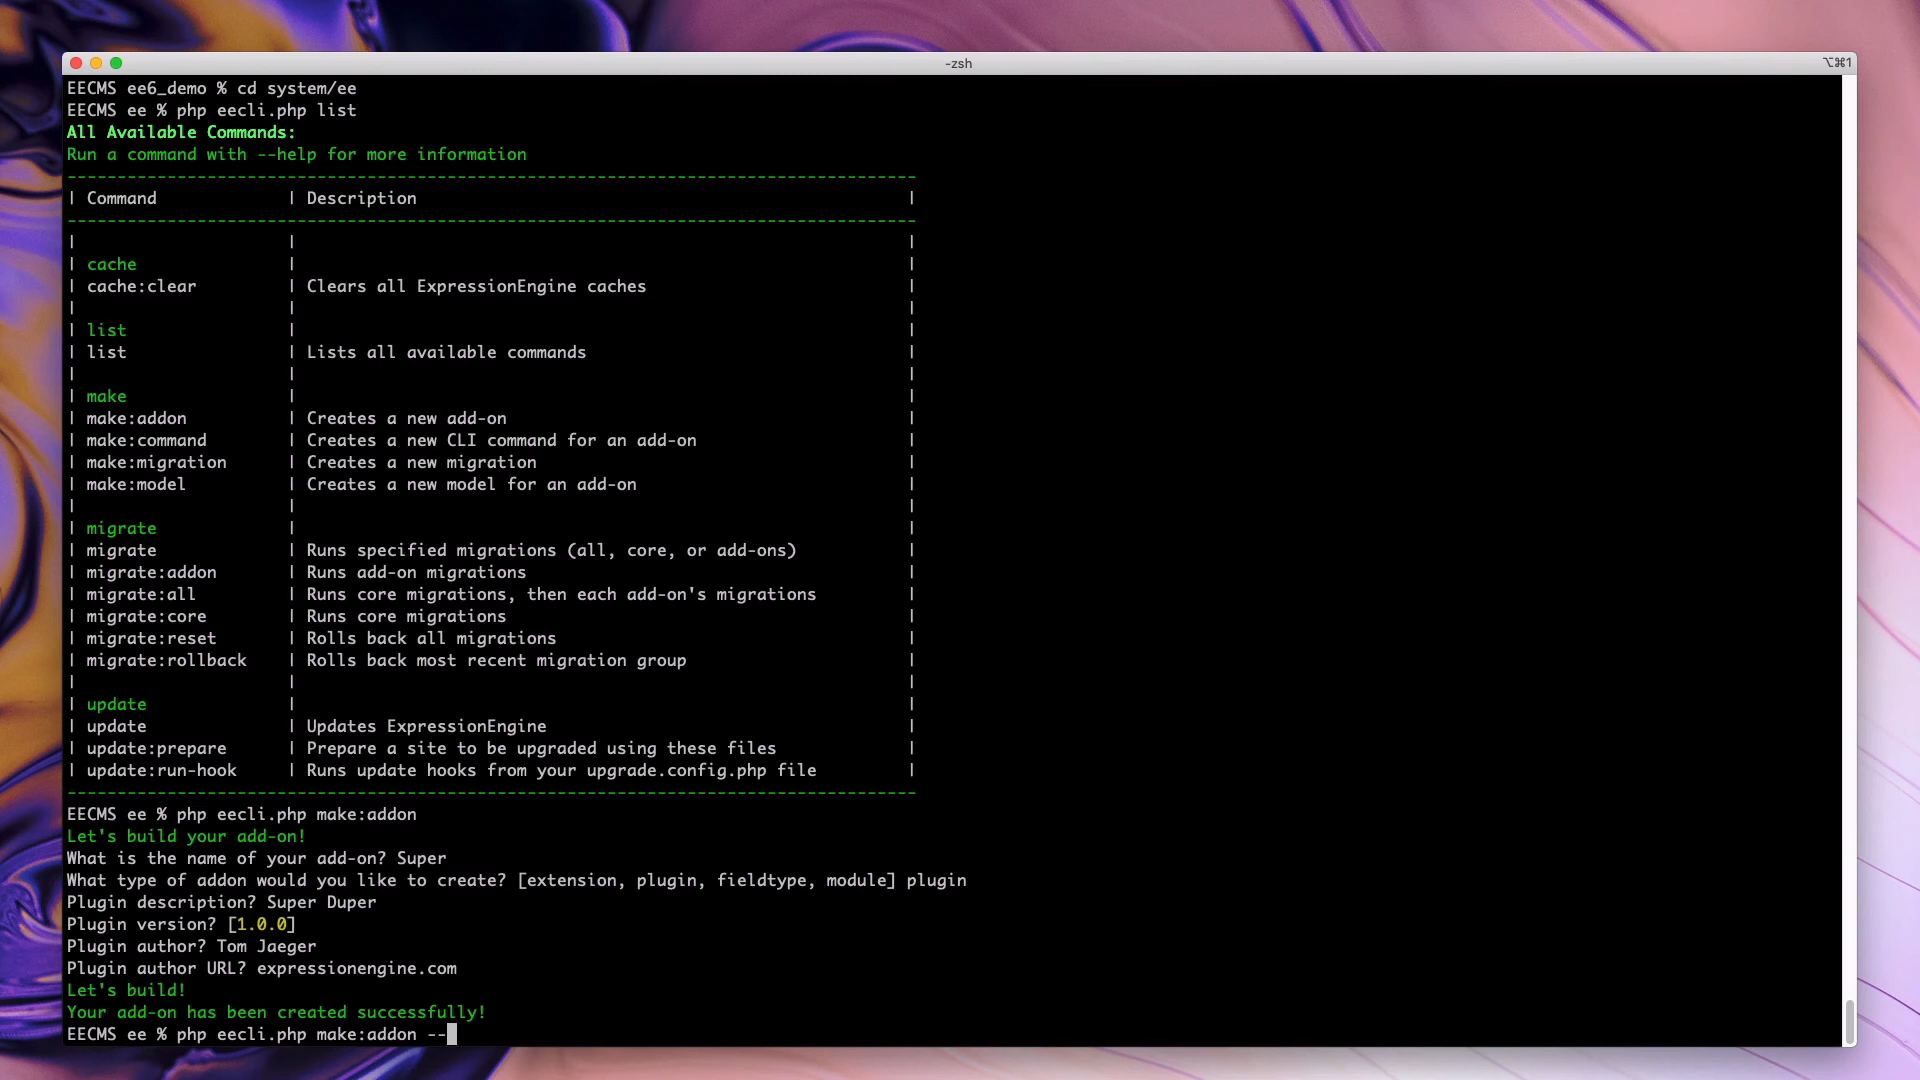 -zsh
⌥⌘1
EECMS ee6_demo % cd system/ee
EECMS ee % php eecli.php list
All Available Commands:
Run a command with --help for more information
-------------------------------------------------------------------------------------
| Command | Description |
-------------------------------------------------------------------------------------
| | |
| cache | |
| cache:clear | Clears all ExpressionEngine caches |
| | |
| list | |
| list | Lists all available commands |
| | |
| make | |
| make:addon | Creates a new add-on |
| make:command | Creates a new CLI command for an add-on |
| make:migration | Creates a new migration |
| make:model | Creates a new model for an add-on |
| | |
| migrate | |
| migrate | Runs specified migrations (all, core, or add-ons) |
| migrate:addon | Runs add-on migrations |
| migrate:all | Runs core migrations, then each add-on's migrations |
| migrate:core | Runs core migrations |
| migrate:reset | Rolls back all migrations |
| migrate:rollback | Rolls back most recent migration group |
| | |
| update | |
| update | Updates ExpressionEngine |
| update:prepare | Prepare a site to be upgraded using these files |
| update:run-hook | Runs update hooks from your upgrade.config.php file |
-------------------------------------------------------------------------------------
EECMS ee % php eecli.php make:addon
Let's build your add-on!
What is the name of your add-on? Super
What type of addon would you like to create? [extension, plugin, fieldtype, module] plugin
Plugin description? Super Duper
Plugin version? [1.0.0]
Plugin author? Tom Jaeger
Plugin author URL? expressionengine.com
Let's build!
Your add-on has been created successfully!
EECMS ee % php eecli.php make:addon --